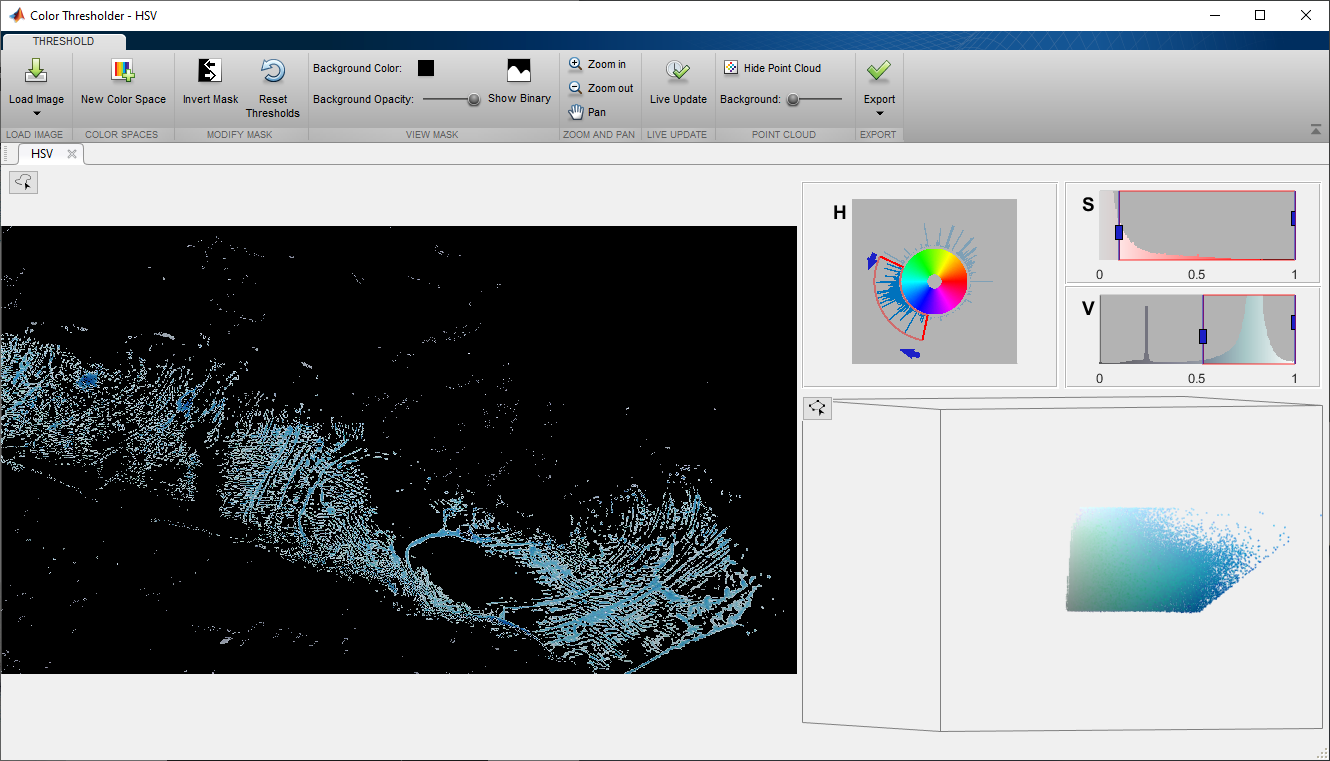 Color Thresholder - HSV
THRESHOLD
Load Image
New Color Space
Invert Mask
Reset
Thresholds
Background Color:
Background Opacity:
Show Binary
Zoom in
Zoom out
Pan
Live Update
Hide Point Cloud
Background:
Export
LOAD IMAGE
COLOR SPACES
MODIFY MASK
VIEW MASK
ZOOM AND PAN
LIVE UPDATE
POINT CLOUD
EXPORT
HSV
H
S
0 0.5 1
V
0 0.5 1